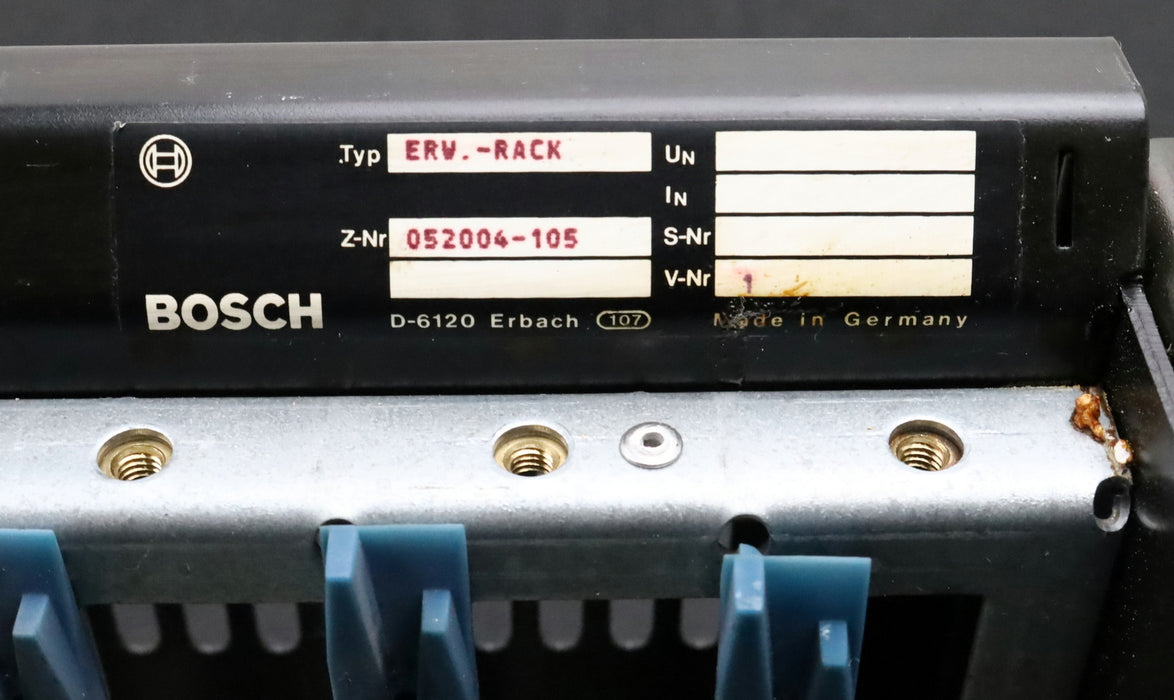 Typ ERW.-RACK
Z-Nr 052004-105
BOSCH
D-6120 Erbach 107
UN
IN
S-Nr
V-Nr 1
Made in Germany